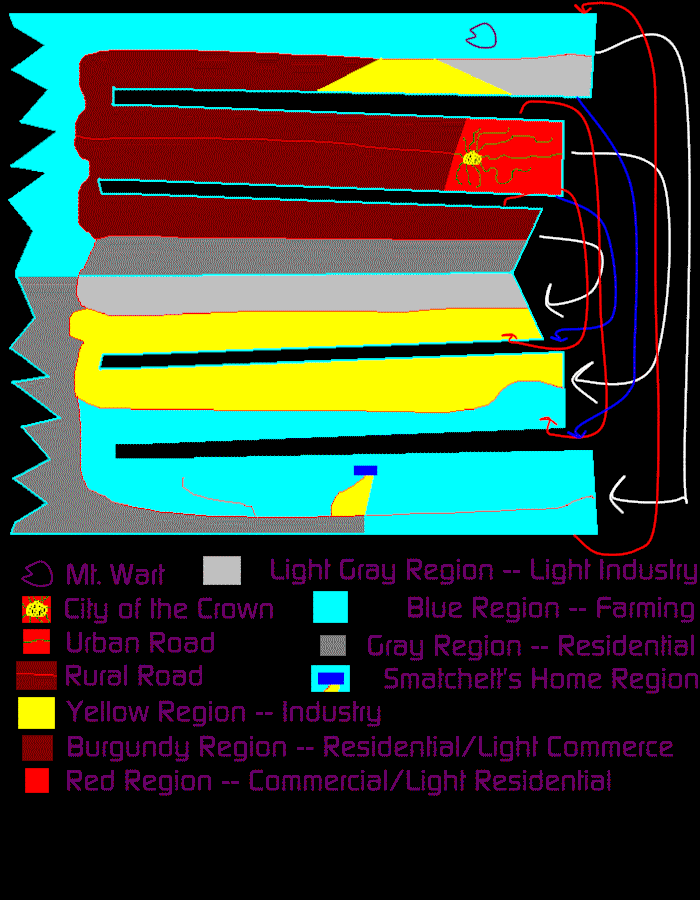 Mt. Wart
Light Gray Region -- Light Industry
City of the Crown
Blue Region -- Farming
Urban Road
Gray Region -- Residential
Rural Road
Smatchett's Home Region
Yellow Region -- Industry
Burgundy Region -- Residential/Light Commerce
Red Region -- Commercial/Light Residential